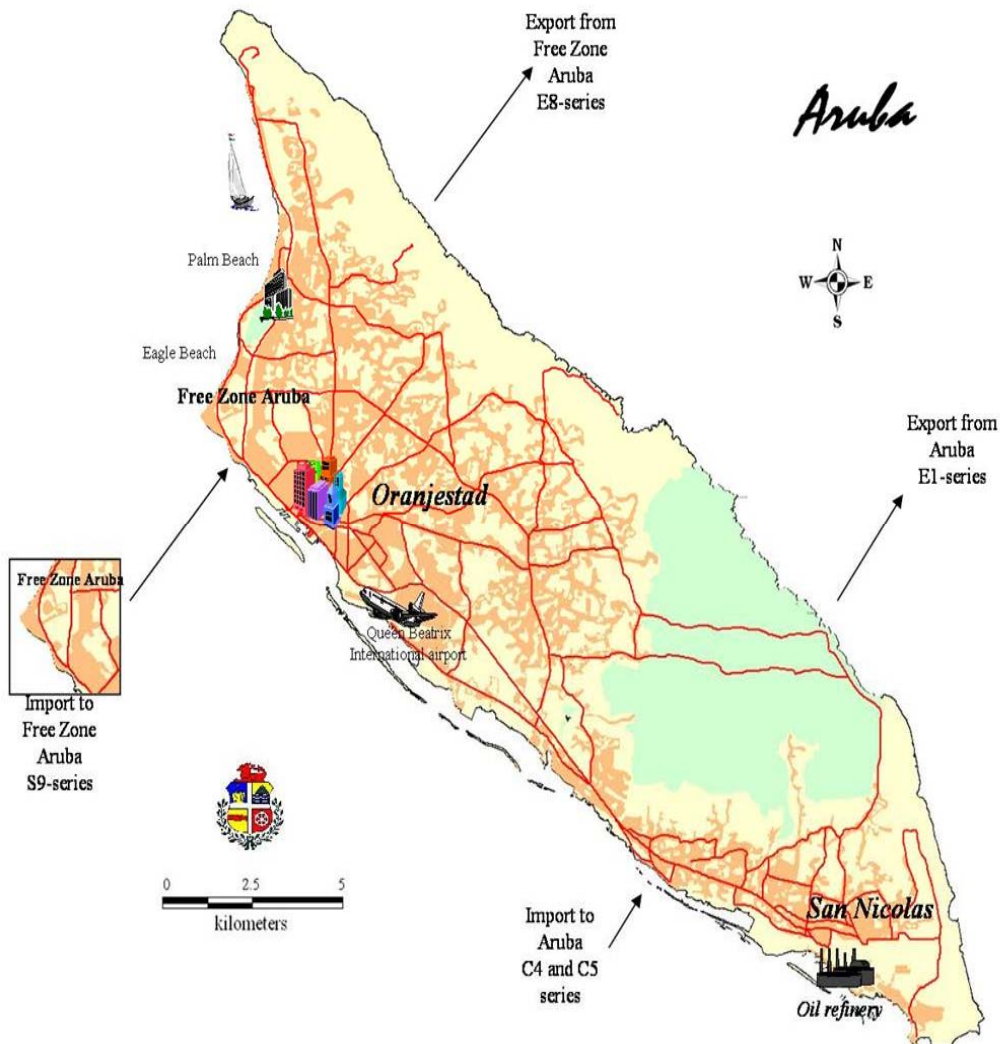 Export from
Free Zone
Aruba
E8-series
Aruba
N
W E
S
Palm Beach
Eagle Beach
Free Zone Aruba
Export from
Aruba
E1-series
Oranjestad
Free Zone Aruba
Queen Beatrix
International airport
Import to
Free Zone
Aruba
S9-series
0 2.5 5
kilometers
Import to
Aruba
C4 and C5
series
San Nicolas
Oil refinery